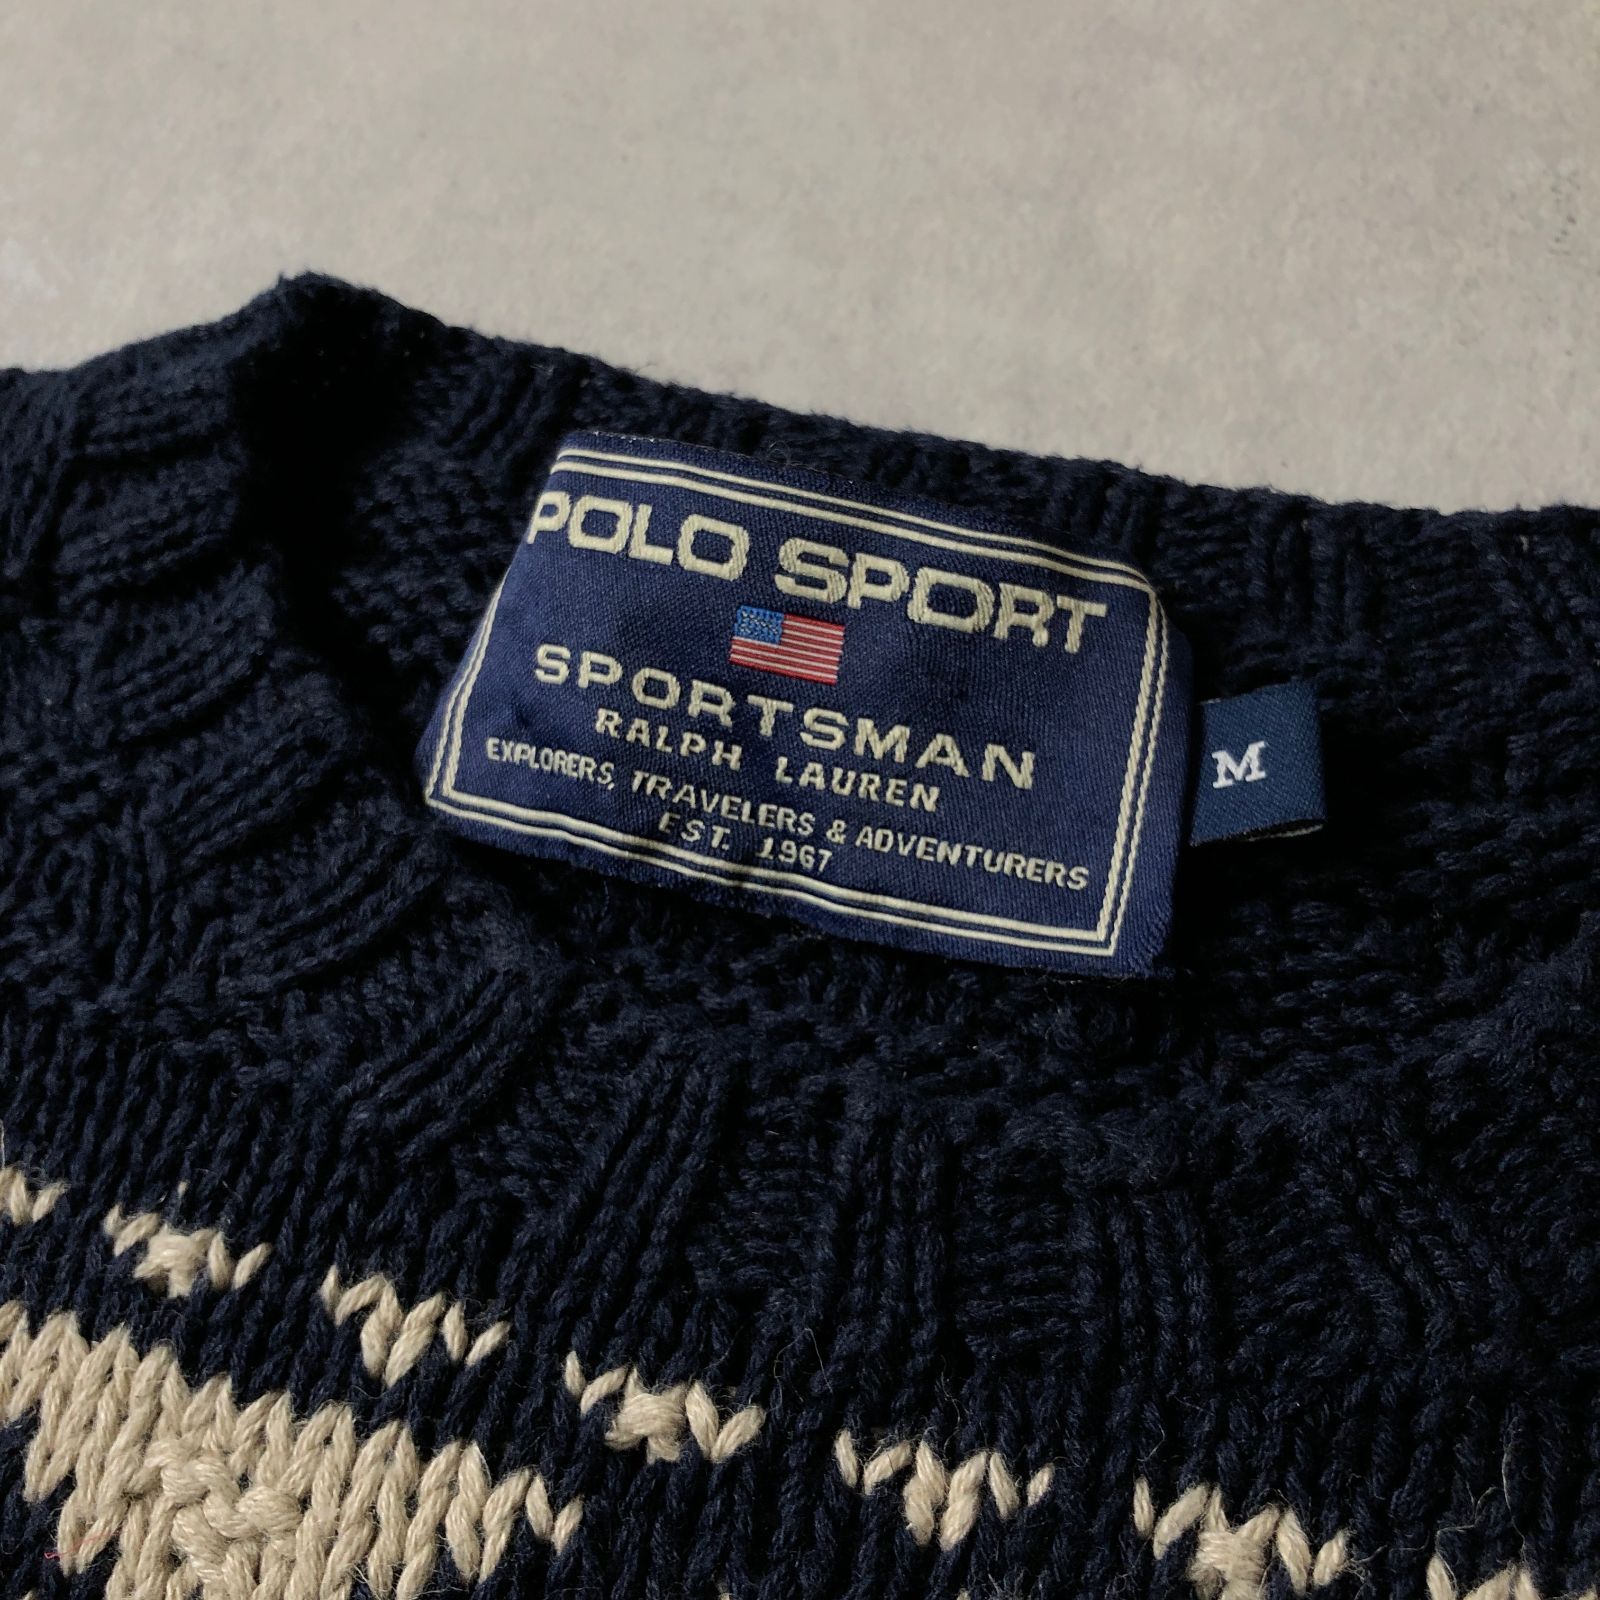 POLO SPORT
SPORTSMAN
RALPH LAUREN
EXPLORERS, TRAVELERS & ADVENTURERS
EST. 1967
M